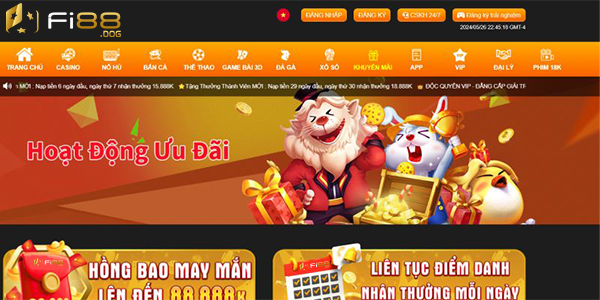 Fi88
.DOG
ĐĂNG NHẬP ĐĂNG KÝ CSKH 24/7 Đăng ký trải nghiệm
2024/05/26 22:45:10 GMT-4
TRANG CHỦ CASINO NỔ HŨ BẮN CÁ THỂ THAO GAME BÀI 3D ĐÁ GÀ XỔ SỐ KHUYẾN MÃI APP VIP ĐẠI LÝ PHIM 18K
MỚI : Nạp tiền 6 ngày đầu, ngày thứ 7 nhận thưởng 15.888K ★Tặng Thưởng Thành Viên MỚI : Nạp tiền 29 ngày đầu, ngày thứ 30 nhận thưởng 18.888K ★ ĐỘC QUYỀN VIP - ĐẲNG CẤP GIẢI TR
Hoạt Động Ưu Đãi
Fi88
HỒNG BAO MAY MẮN
LÊN ĐẾN 88.888K
Fi88
LIÊN TỤC ĐIỂM DANH
NHẬN THƯỞNG MỖI NGÀY